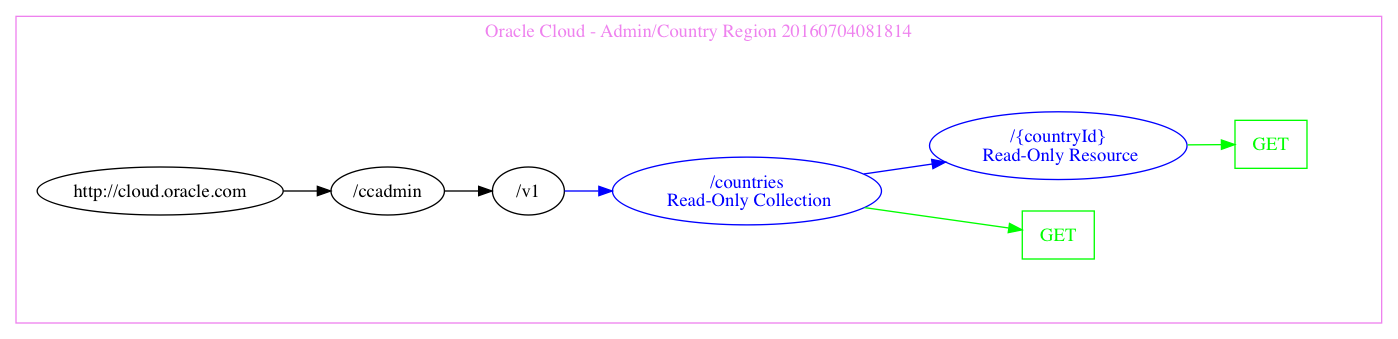 Oracle Cloud - Admin/Country Region 20160704081814
http://cloud.oracle.com
/ccadmin
/v1
/countries
Read-Only Collection
/{countryId}
Read-Only Resource
GET
GET